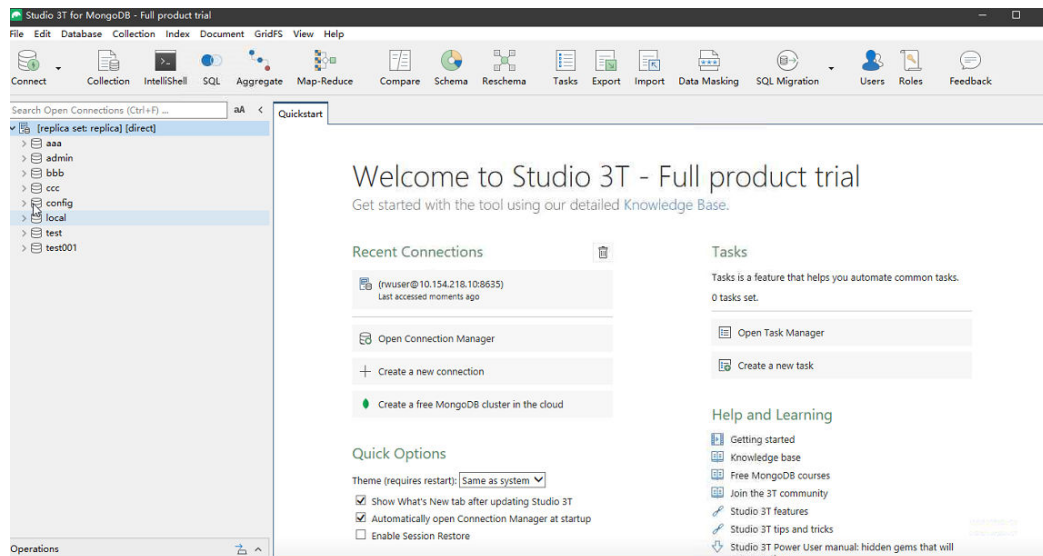 Studio 3T for MongoDB - Full product trial
File Edit Database Collection Index Document GridFS View Help
Connect Collection IntelliShell SQL Aggregate Map-Reduce Compare Schema Reschema Tasks Export Import Data Masking SQL Migration Users Roles Feedback
Search Open Connections (Ctrl+F) ... aA
Quickstart
[replica set: replica] [direct]
aaa
admin
bbb
ccc
config
local
test
test001
Welcome to Studio 3T - Full product trial
Get started with the tool using our detailed Knowledge Base.
Recent Connections
(rwuser@10.154.218.10:8635)
Last accessed moments ago
Open Connection Manager
Create a new connection
Create a free MongoDB cluster in the cloud
Quick Options
Theme (requires restart): Same as system
Show What's New tab after updating Studio 3T
Automatically open Connection Manager at startup
Enable Session Restore
Tasks
Tasks is a feature that helps you automate common tasks.
0 tasks set.
Open Task Manager
Create a new task
Help and Learning
Getting started
Knowledge base
Free MongoDB courses
Join the 3T community
Studio 3T features
Studio 3T tips and tricks
Studio 3T Power User manual: hidden gems that will
Operations